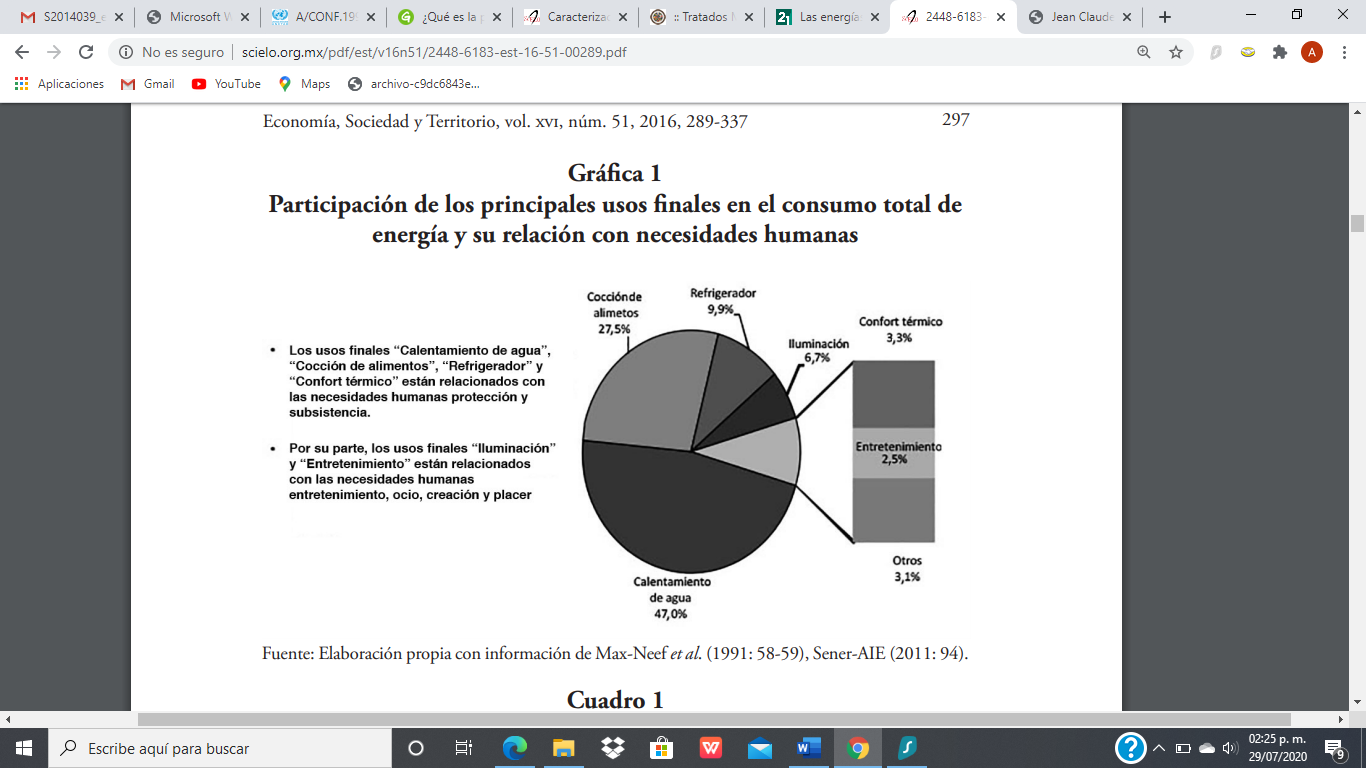 S2014039_e
Microsoft W
A/CONF.199
¿Qué es la p
Caracterizac
:: Tratados M
Las energías
2448-6183-
Jean Claude
No es seguro | scielo.org.mx/pdf/est/v16n51/2448-6183-est-16-51-00289.pdf
A
Aplicaciones
Gmail
YouTube
Maps
archivo-c9dc6843e...
Economía, Sociedad y Territorio, vol. XVI, núm. 51, 2016, 289-337
297
Gráfica 1
Participación de los principales usos finales en el consumo total de
energía y su relación con necesidades humanas
• Los usos finales “Calentamiento de agua”,
“Cocción de alimentos”, “Refrigerador” y
“Confort térmico” están relacionados con
las necesidades humanas protección y
subsistencia.
• Por su parte, los usos finales “Iluminación”
y “Entretenimiento” están relacionados
con las necesidades humanas
entretenimiento, ocio, creación y placer
Cocción de
alimetos
27,5%
Refrigerador
9,9%
Iluminación
6,7%
Confort térmico
3,3%
Entretenimiento
2,5%
Otros
3,1%
Calentamiento
de agua
47,0%
Fuente: Elaboración propia con información de Max-Neef et al. (1991: 58-59), Sener-AIE (2011: 94).
Cuadro 1
Escribe aquí para buscar
02:25 p. m.
29/07/2020
9